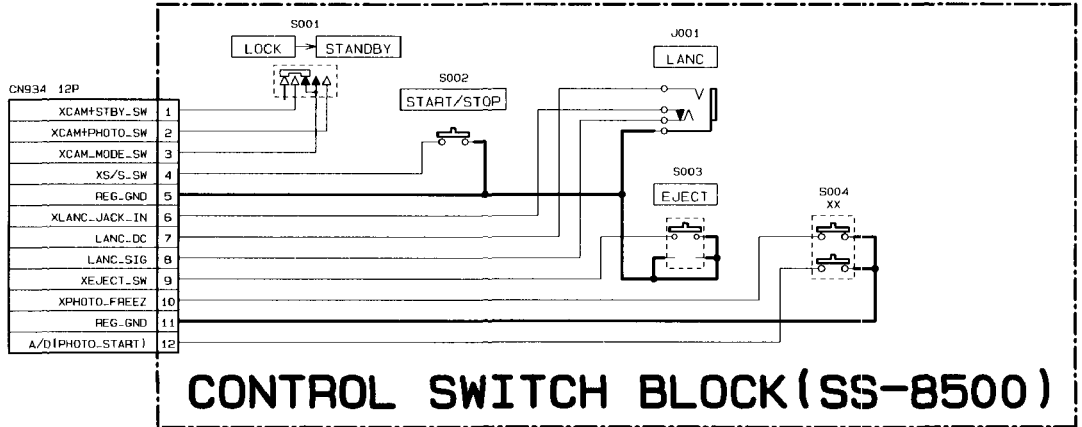 S001
LOCK STANDBY
J001
LANC
S002
START/STOP
CN934 12P
XCAM+STBY_SW 1
XCAM+PHOTO_SW 2
XCAM_MODE_SW 3
XS/S_SW 4
REG_GND 5
XLANC_JACK_IN 6
LANC_DC 7
LANC_SIG 8
XEJECT_SW 9
XPHOTO_FREEZ 10
REG_GND 11
A/D(PHOTO_START) 12
S003
EJECT
S004
XX
CONTROL SWITCH BLOCK(SS-8500)